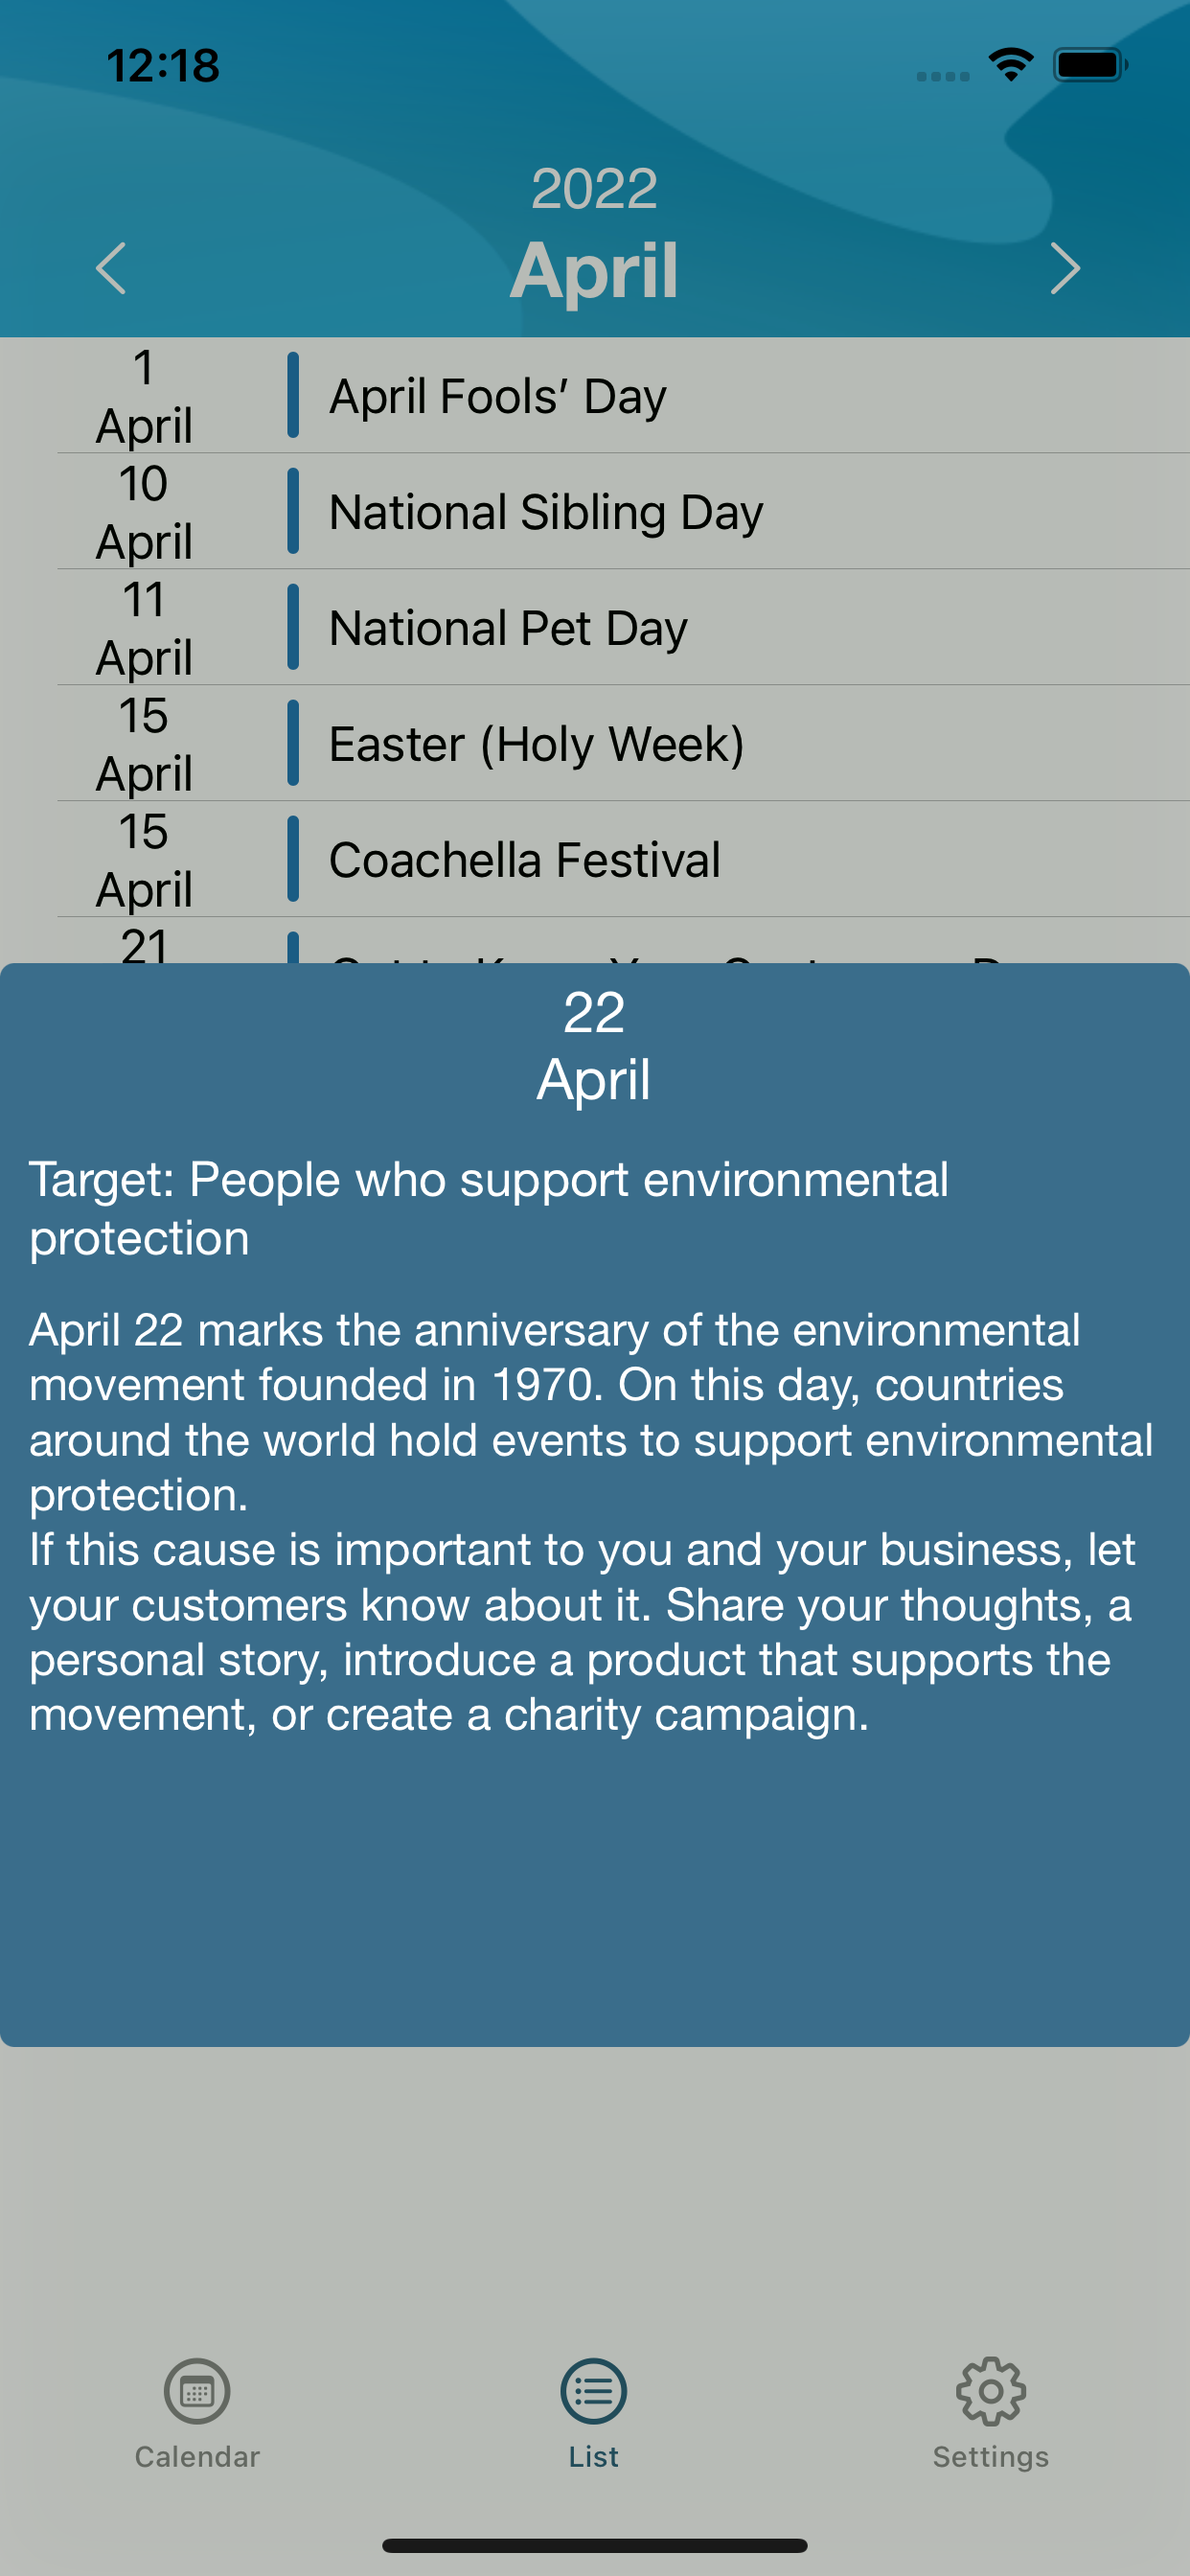 12:18
2022
April
1
April
April Fools’ Day
10
April
National Sibling Day
11
April
National Pet Day
15
April
Easter (Holy Week)
15
April
Coachella Festival
21
22
April
Target: People who support environmental
protection
April 22 marks the anniversary of the environmental
movement founded in 1970. On this day, countries
around the world hold events to support environmental
protection.
If this cause is important to you and your business, let
your customers know about it. Share your thoughts, a
personal story, introduce a product that supports the
movement, or create a charity campaign.
Calendar
List
Settings